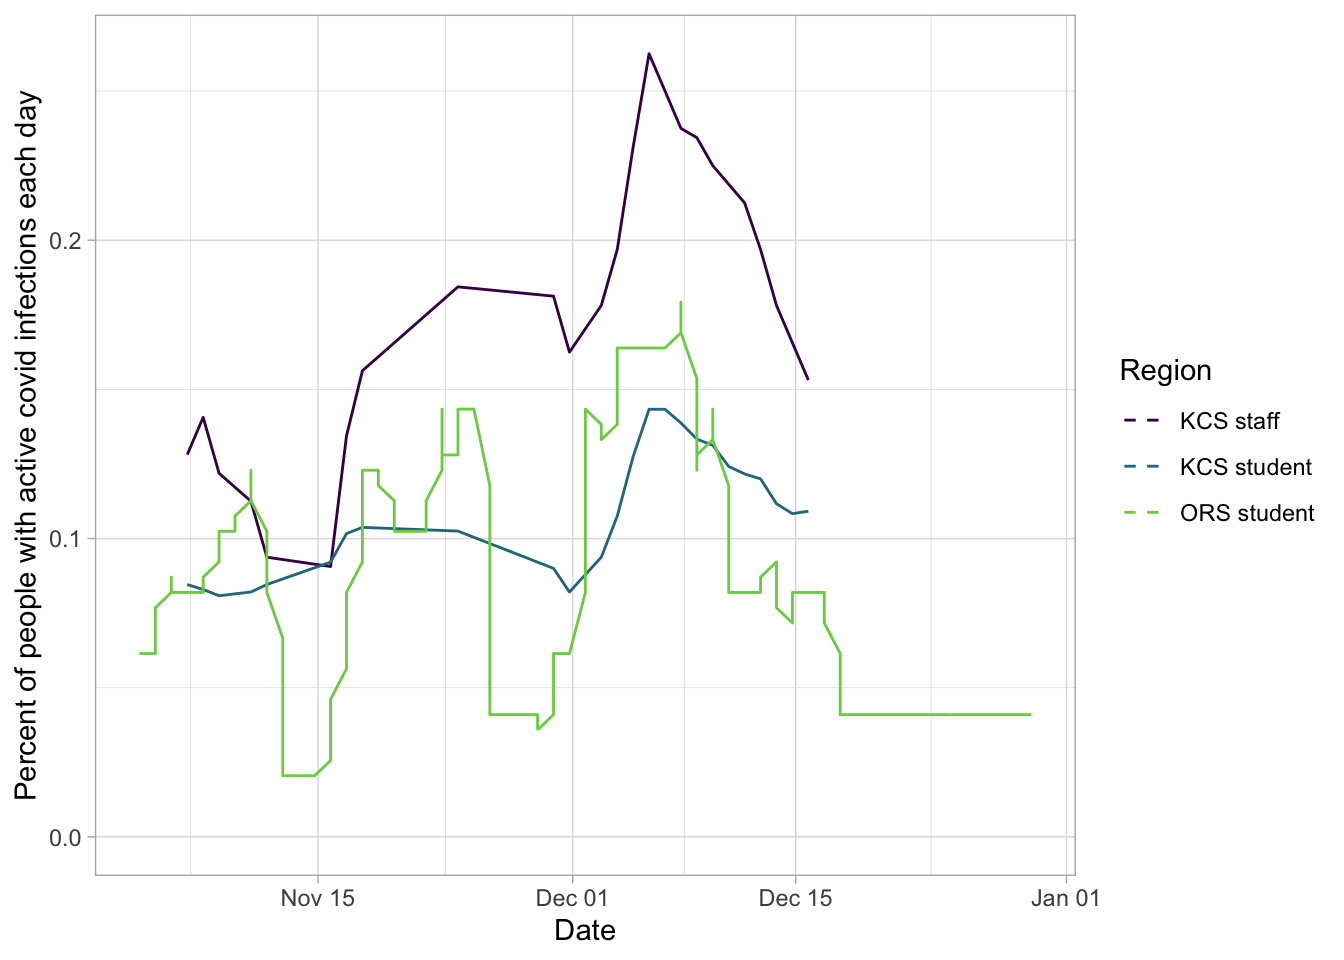 Percent of people with active covid infections each day
0.2
0.1
0.0
Nov 15
Dec 01
Dec 15
Jan 01
Date
Region
KCS staff
KCS student
ORS student